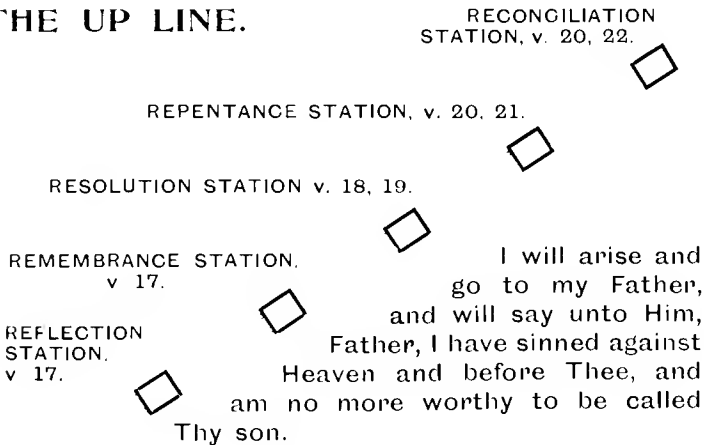 THE UP LINE.
RECONCILIATION
STATION, v. 20, 22.
REPENTANCE STATION, v. 20, 21.
RESOLUTION STATION v. 18, 19.
REMEMBRANCE STATION.
v 17.
REFLECTION
STATION.
v 17.
I will arise and
go to my Father,
and will say unto Him,
Father, I have sinned against
Heaven and before Thee, and
am no more worthy to be called
Thy son.